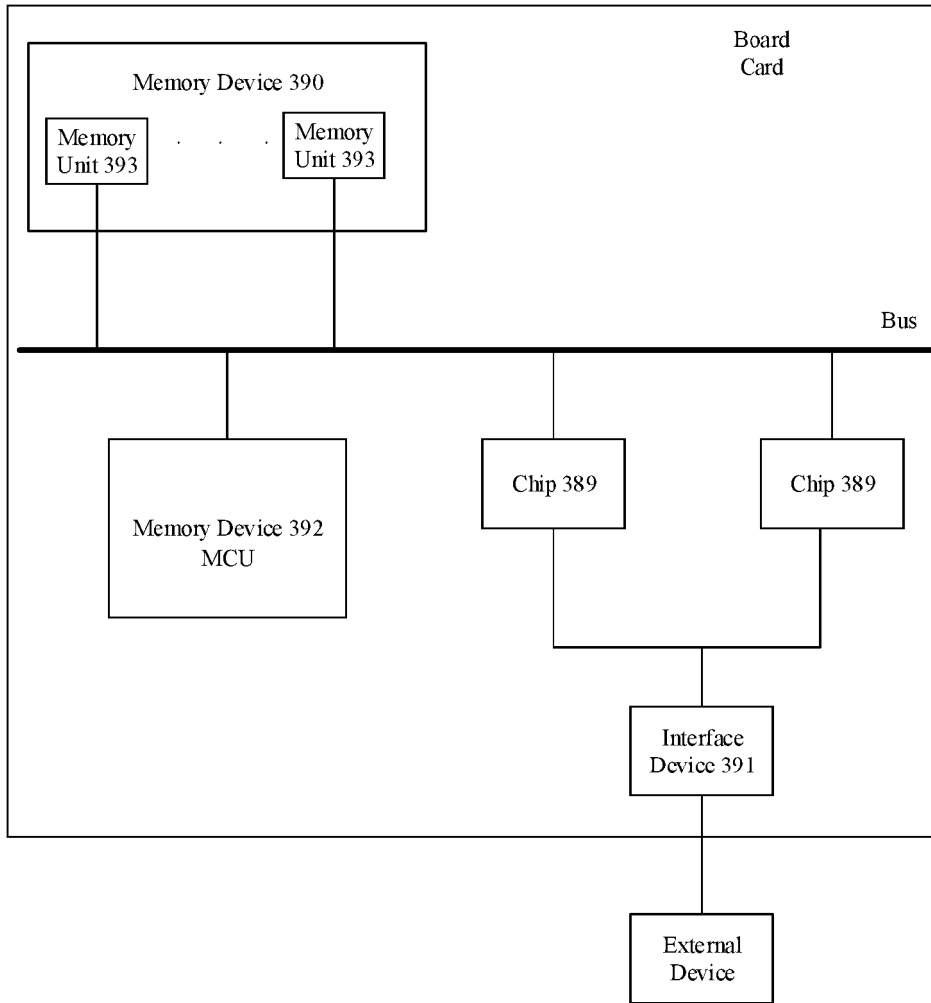 Board
Card
Memory Device 390
Memory
Unit 393
. . .
Memory
Unit 393
Bus
Memory Device 392
MCU
Chip 389
Chip 389
Interface
Device 391
External
Device